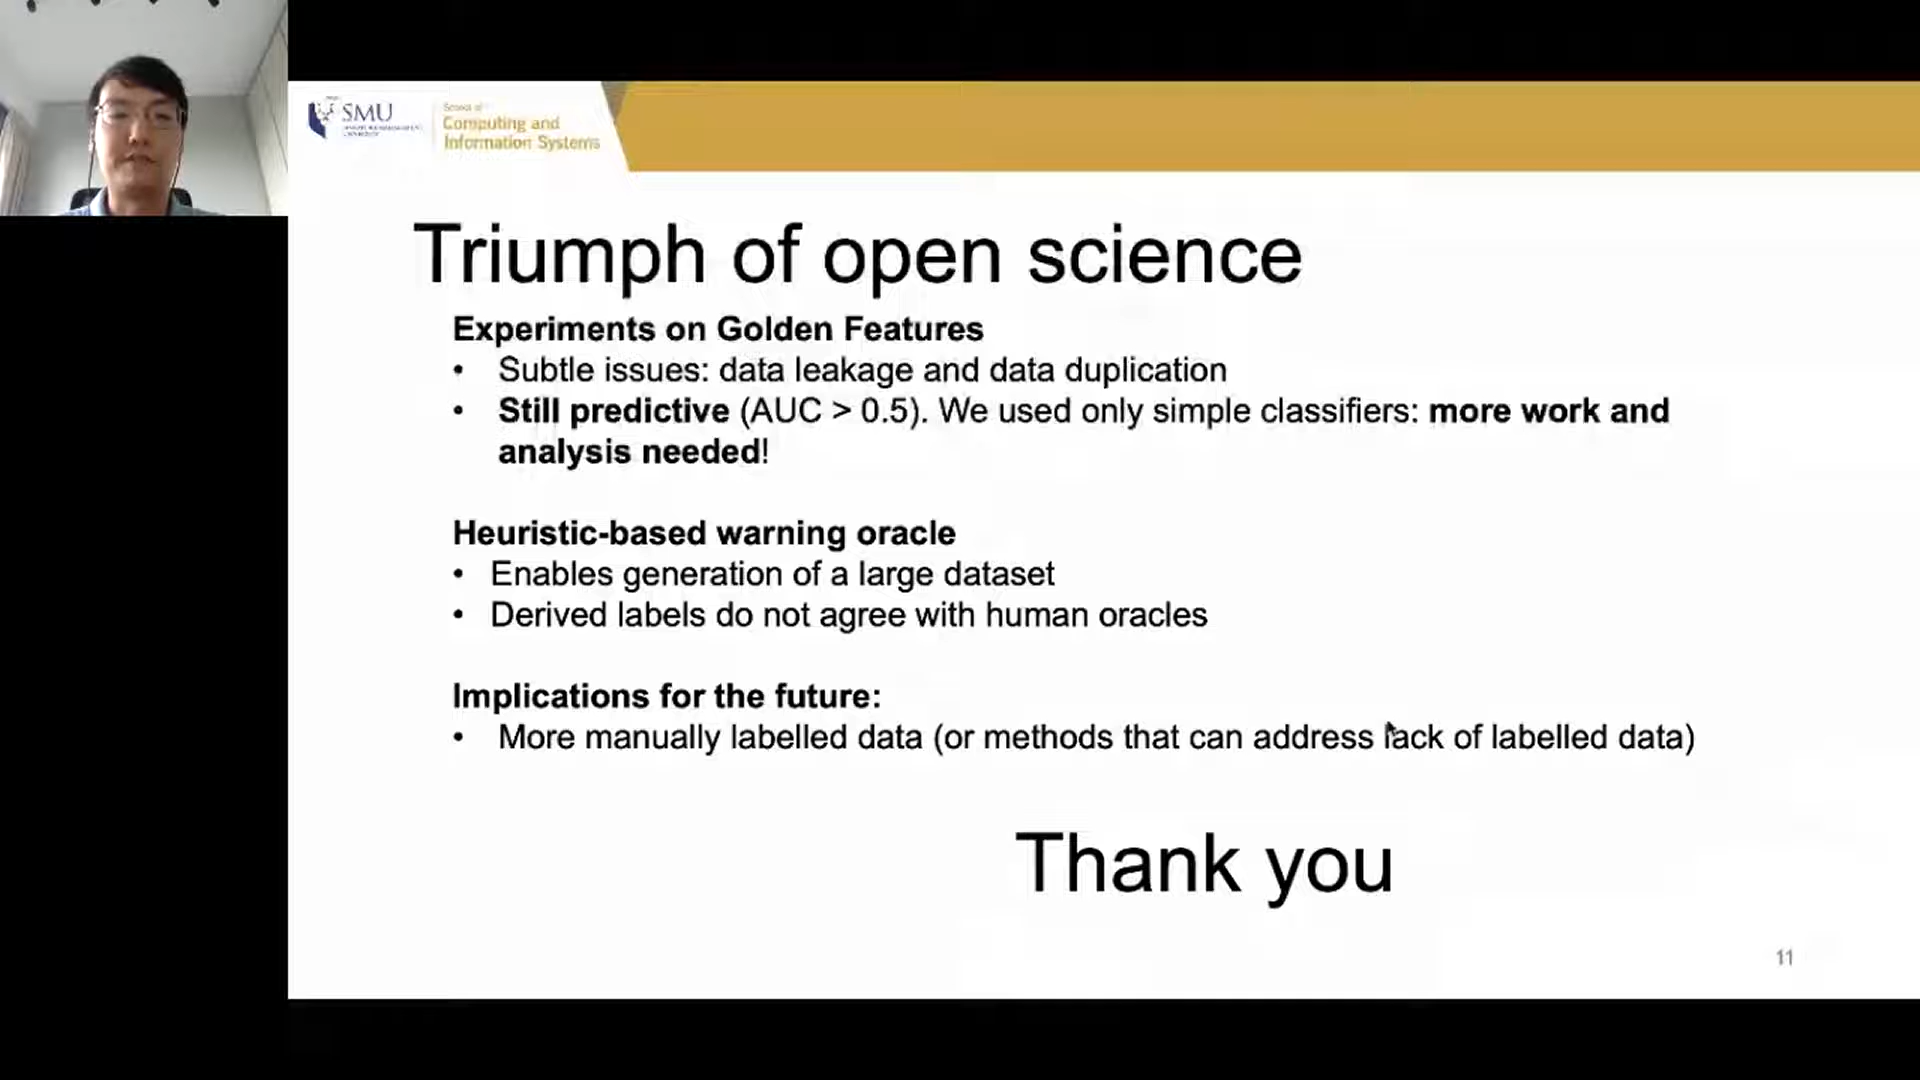 SMU
School of
Computing and
Information Systems
Triumph of open science
Experiments on Golden Features
• Subtle issues: data leakage and data duplication
• Still predictive (AUC > 0.5). We used only simple classifiers: more work and
analysis needed!
Heuristic-based warning oracle
• Enables generation of a large dataset
• Derived labels do not agree with human oracles
Implications for the future:
• More manually labelled data (or methods that can address lack of labelled data)
Thank you
11